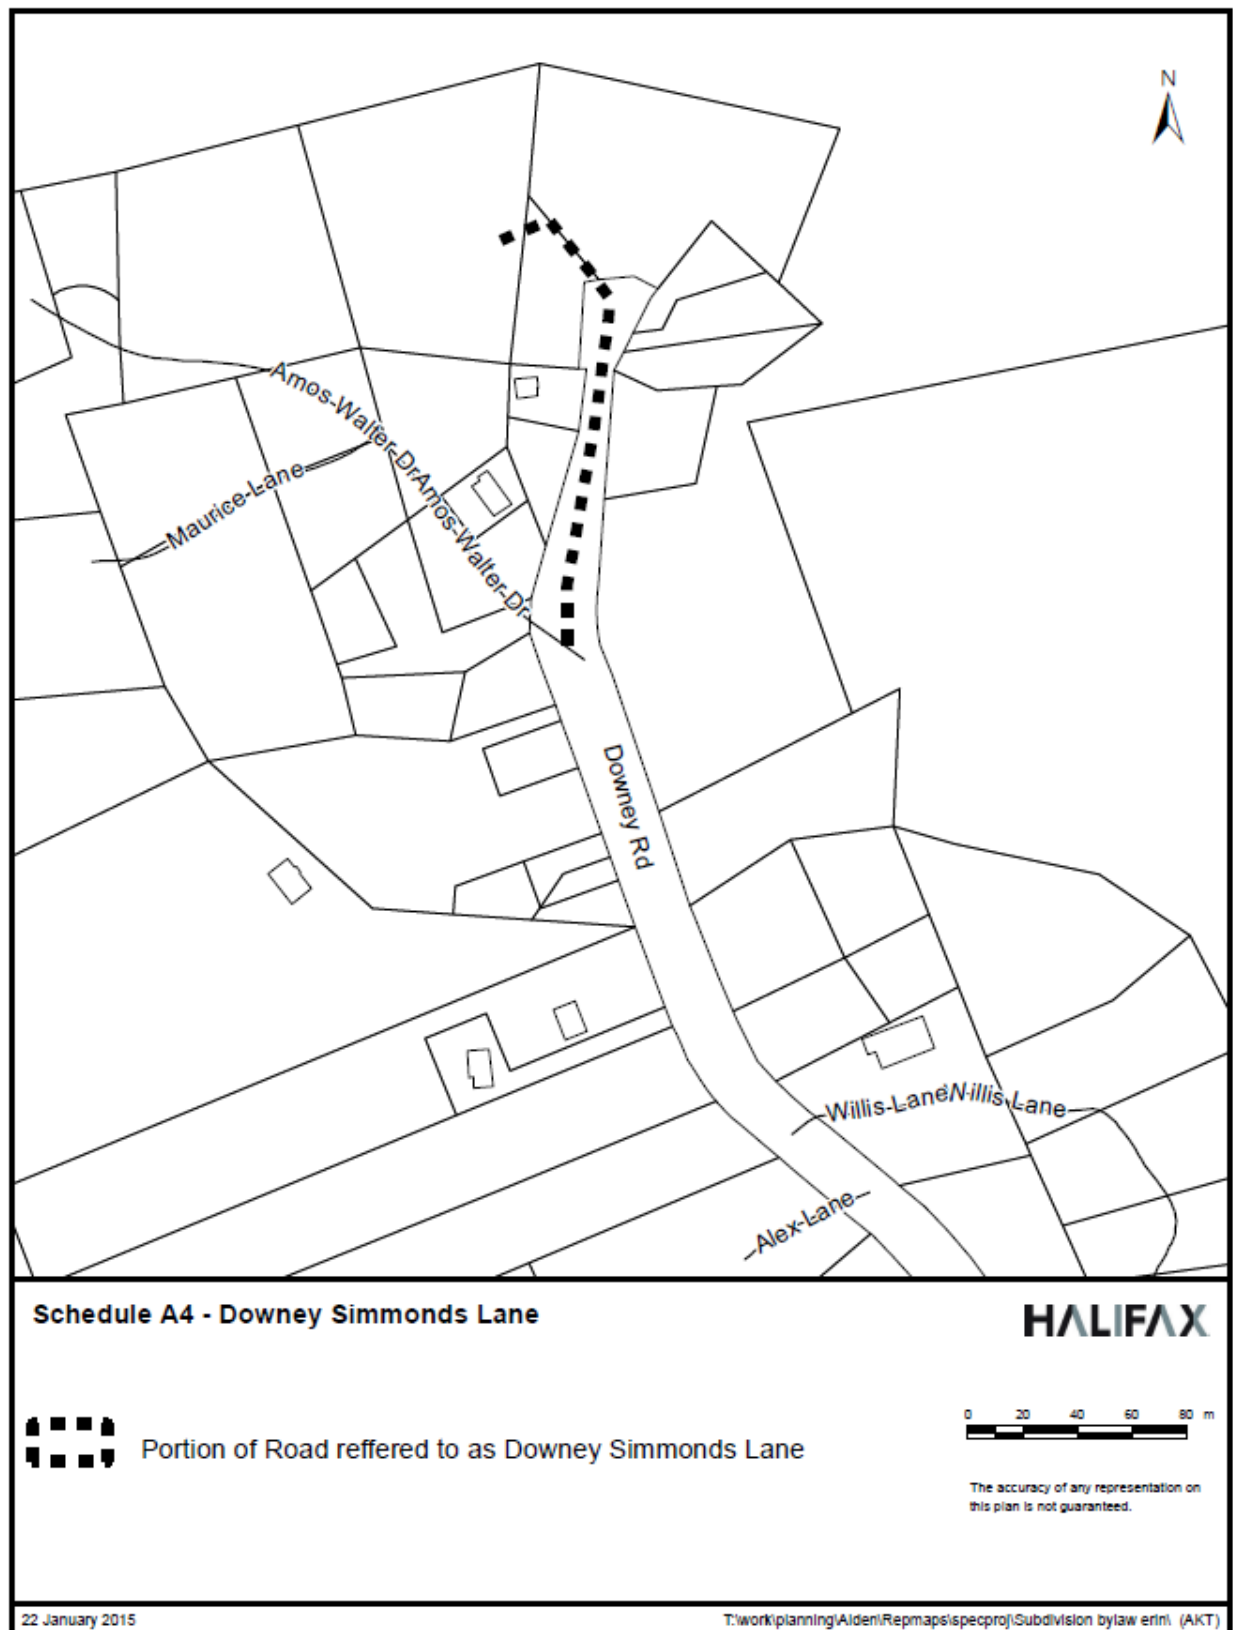 N
Amos-Walter-Dr
Amos-Walter-Dr
Maurice-Lane
Downey Rd
Willis-Lane
Willis-Lane
Alex-Lane
Schedule A4 - Downey Simmonds Lane
HALIFAX
0 20 40 60 80 m
Portion of Road reffered to as Downey Simmonds Lane
The accuracy of any representation on
this plan is not guaranteed.
22 January 2015
T:\work\planning\Aiden\Repmaps\specproj\Subdivision bylaw erin\ (AKT)